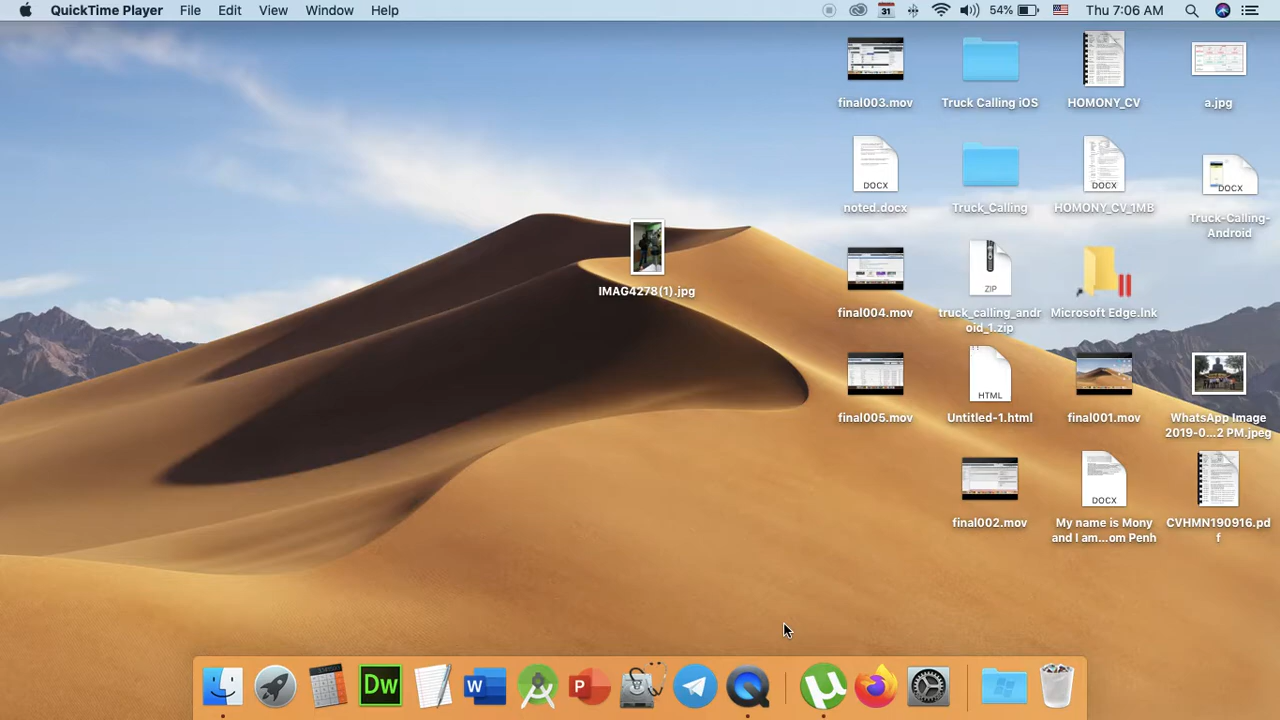 QuickTime Player File Edit View Window Help 31 54% Thu 7:06 AM
final003.mov
Truck Calling iOS
HOMONY_CV
a.jpg
DOCX
noted.docx
Truck_Calling
DOCX
HOMONY_CV_1MB
DOCX
Truck-Calling-
Android
IMAG4278(1).jpg
final004.mov
ZIP
truck_calling_andr
oid_1.zip
Microsoft Edge.lnk
final005.mov
HTML
Untitled-1.html
final001.mov
WhatsApp Image
2019-0...2 PM.jpeg
final002.mov
DOCX
My name is Mony
and I am...om Penh
CVHMN190916.pd
f
Dw
W
P
µ